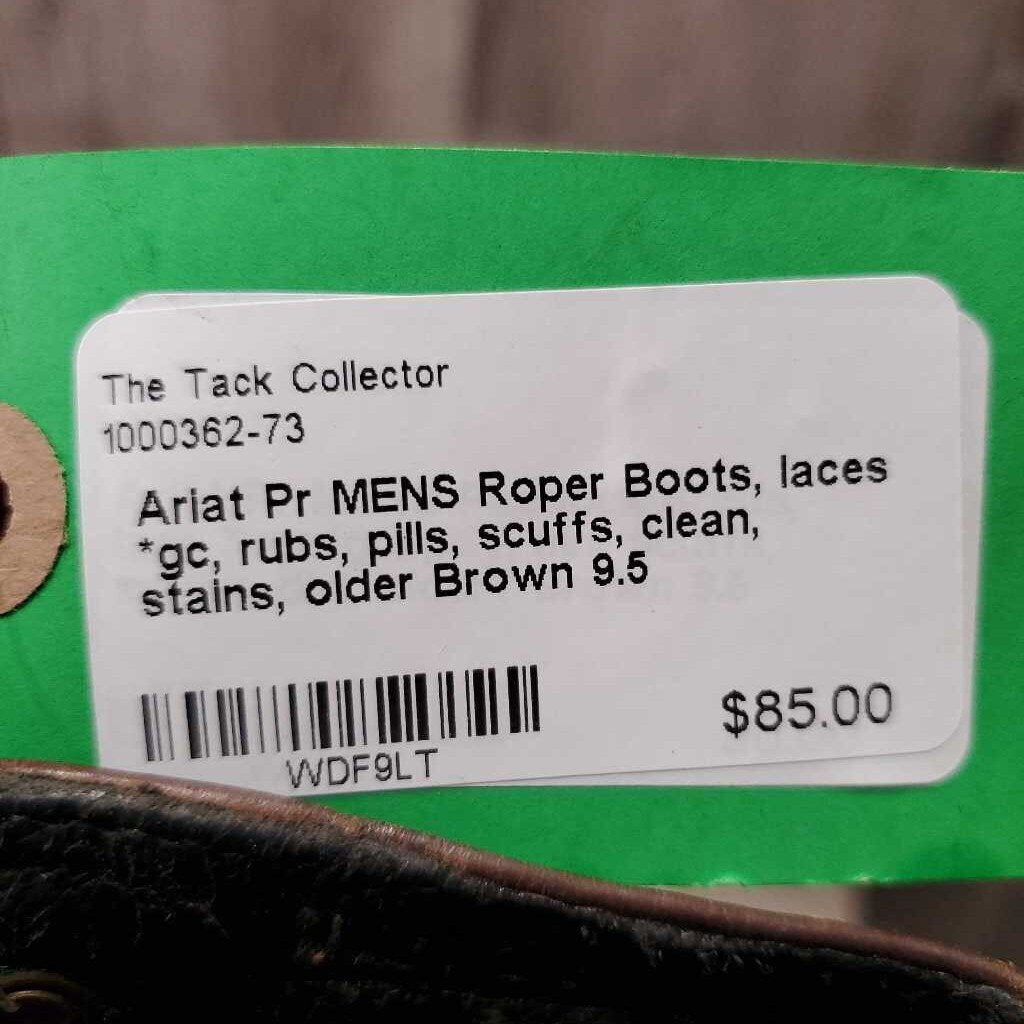 The Tack Collector
1000362-73
Ariat Pr MENS Roper Boots, laces
*gc, rubs, pills, scuffs, clean,
stains, older Brown 9.5
WDF9LT
$85.00